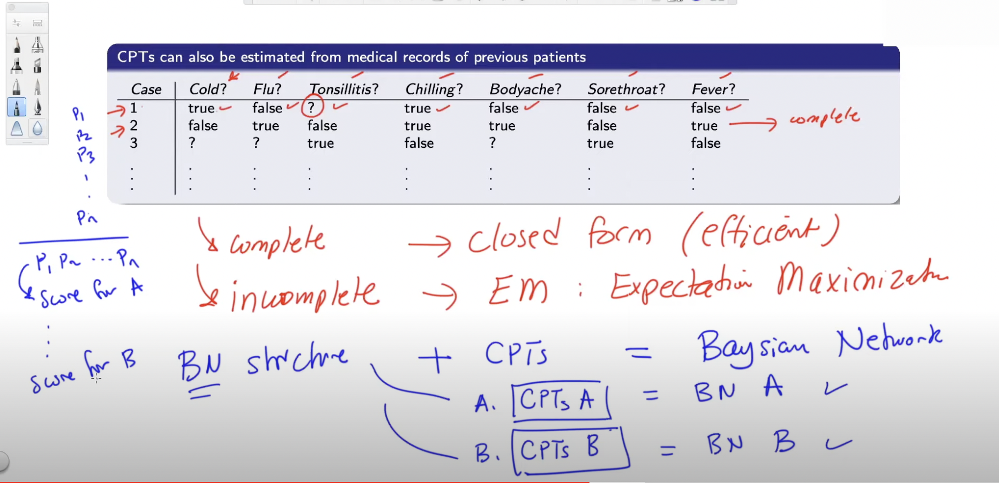 CPTs can also be estimated from medical records of previous patients
Case Cold? Flu? Tonsillitis? Chilling? Bodyache? Sorethroat? Fever?
P1 1 true false ? true false false false
P2 2 false true false true true false true complete
P3 3 ? ? true false ? true false
Pn
complete → Closed form (efficient)
P1 P2 ... Pn
score for A
incomplete → EM : Expectation Maximization
score for B
BN structure + CPTs = Baysian Network
A. CPTs A = BN A
B. CPTs B = BN B